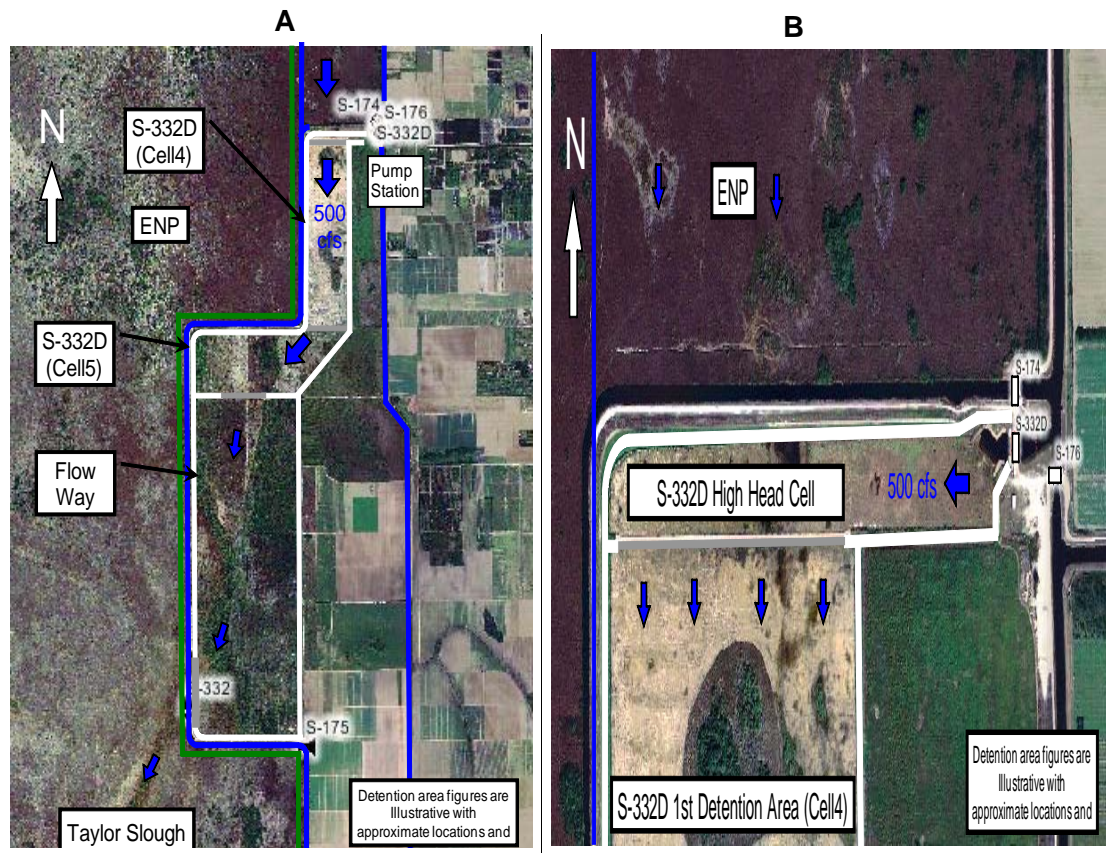 A
N
S-332D
(Cell4)
ENP
S-174
S-176
S-332D
Pump
Station
500
cfs
S-332D
(Cell5)
Flow
Way
-332
S-175
Taylor Slough
Detention area figures are
Illustrative with
approximate locations and
B
N
ENP
S-174
S-332D
S-176
S-332D High Head Cell
500 cfs
S-332D 1st Detention Area (Cell4)
Detention area figures are
Illustrative with
approximate locations and